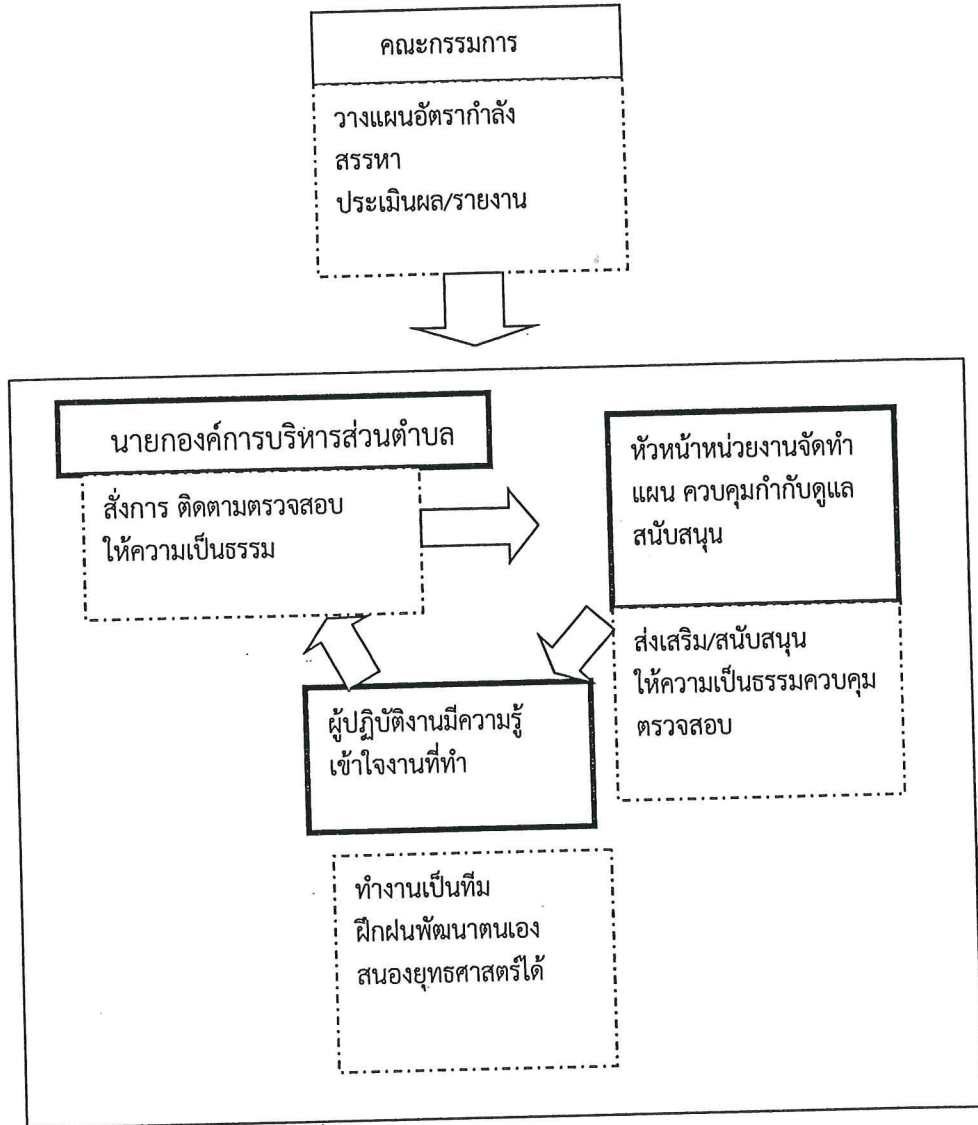 คณะกรรมการ
วางแผนอัตรากำลัง
สรรหา
ประเมินผล/รายงาน
นายกองค์การบริหารส่วนตำบล
สั่งการ ติดตามตรวจสอบ
ให้ความเป็นธรรม
หัวหน้าหน่วยงานจัดทำ
แผน ควบคุมกำกับดูแล
สนับสนุน
ส่งเสริม/สนับสนุน
ให้ความเป็นธรรมควบคุม
ตรวจสอบ
ผู้ปฏิบัติงานมีความรู้
เข้าใจงานที่ทำ
ทำงานเป็นทีม
ฝึกฝนพัฒนาตนเอง
สนองยุทธศาสตร์ได้